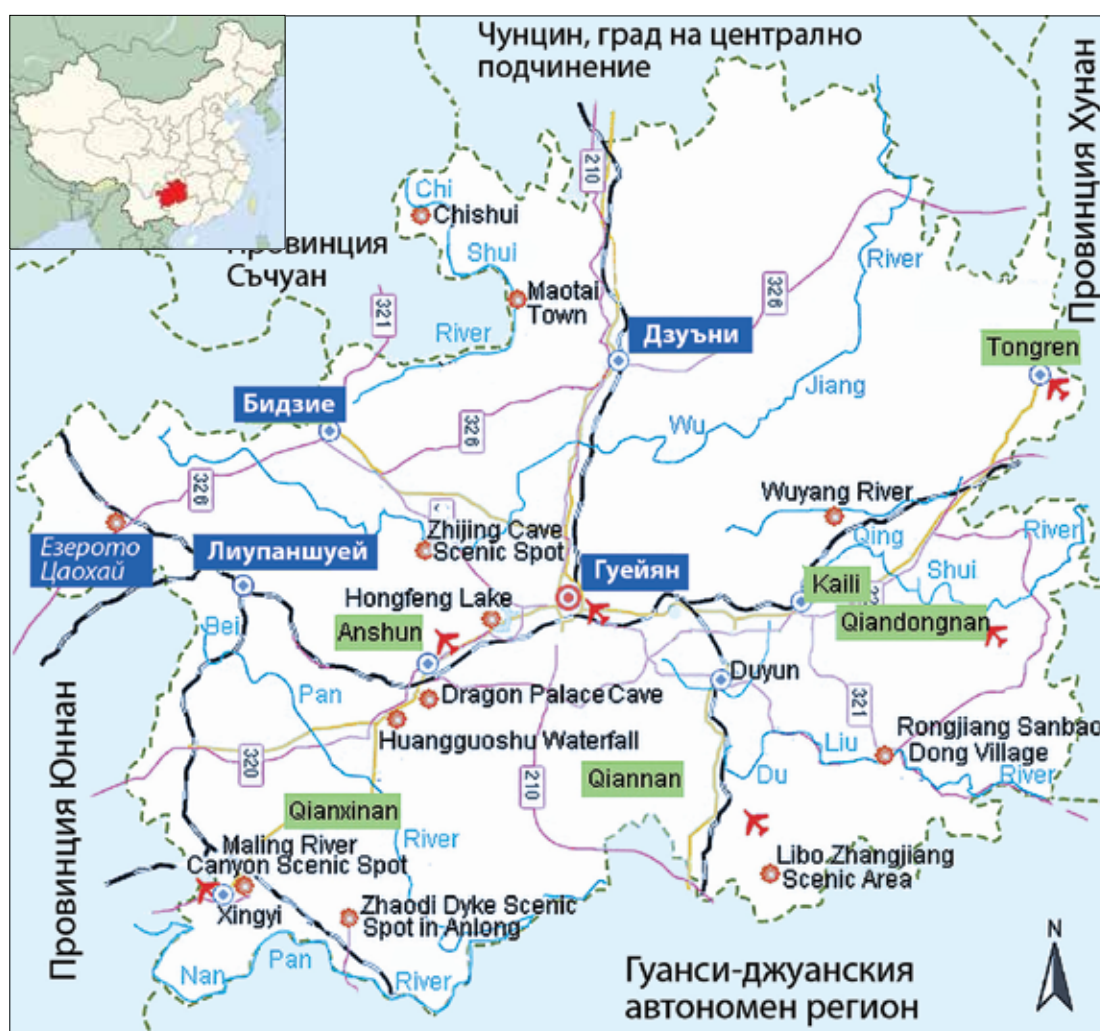 Чунцин, град на централно
подчинение
Провинция Хунан
210
Chi
Chishui
Shui
River
Провинция
Съчуан
321
Maotai
Town
326
River
Дзуъни
Tongren
Jiang
Бидзие
326
Wu
326
Wuyang River
Zhijing Cave
Scenic Spot
Qing
River
Езерото
Цаохай
Лиупаншуей
Гуейян
Shui
Kaili
Hongfeng Lake
Anshun
Qiandongnan
Bei
Pan
Duyun
Dragon Palace Cave
321
Rongjiang Sanbao
Dong Village
Huangguoshu Waterfall
Liu
320
210
Qiannan
Du
River
Провинция Юннан
Qianxinan
Maling River
Canyon Scenic Spot
River
Libo Zhangjiang
Scenic Area
Xingyi
Zhaodi Dyke Scenic
Spot in Anlong
N
Nan
Pan
River
Гуанси-джуанския
автономен регион